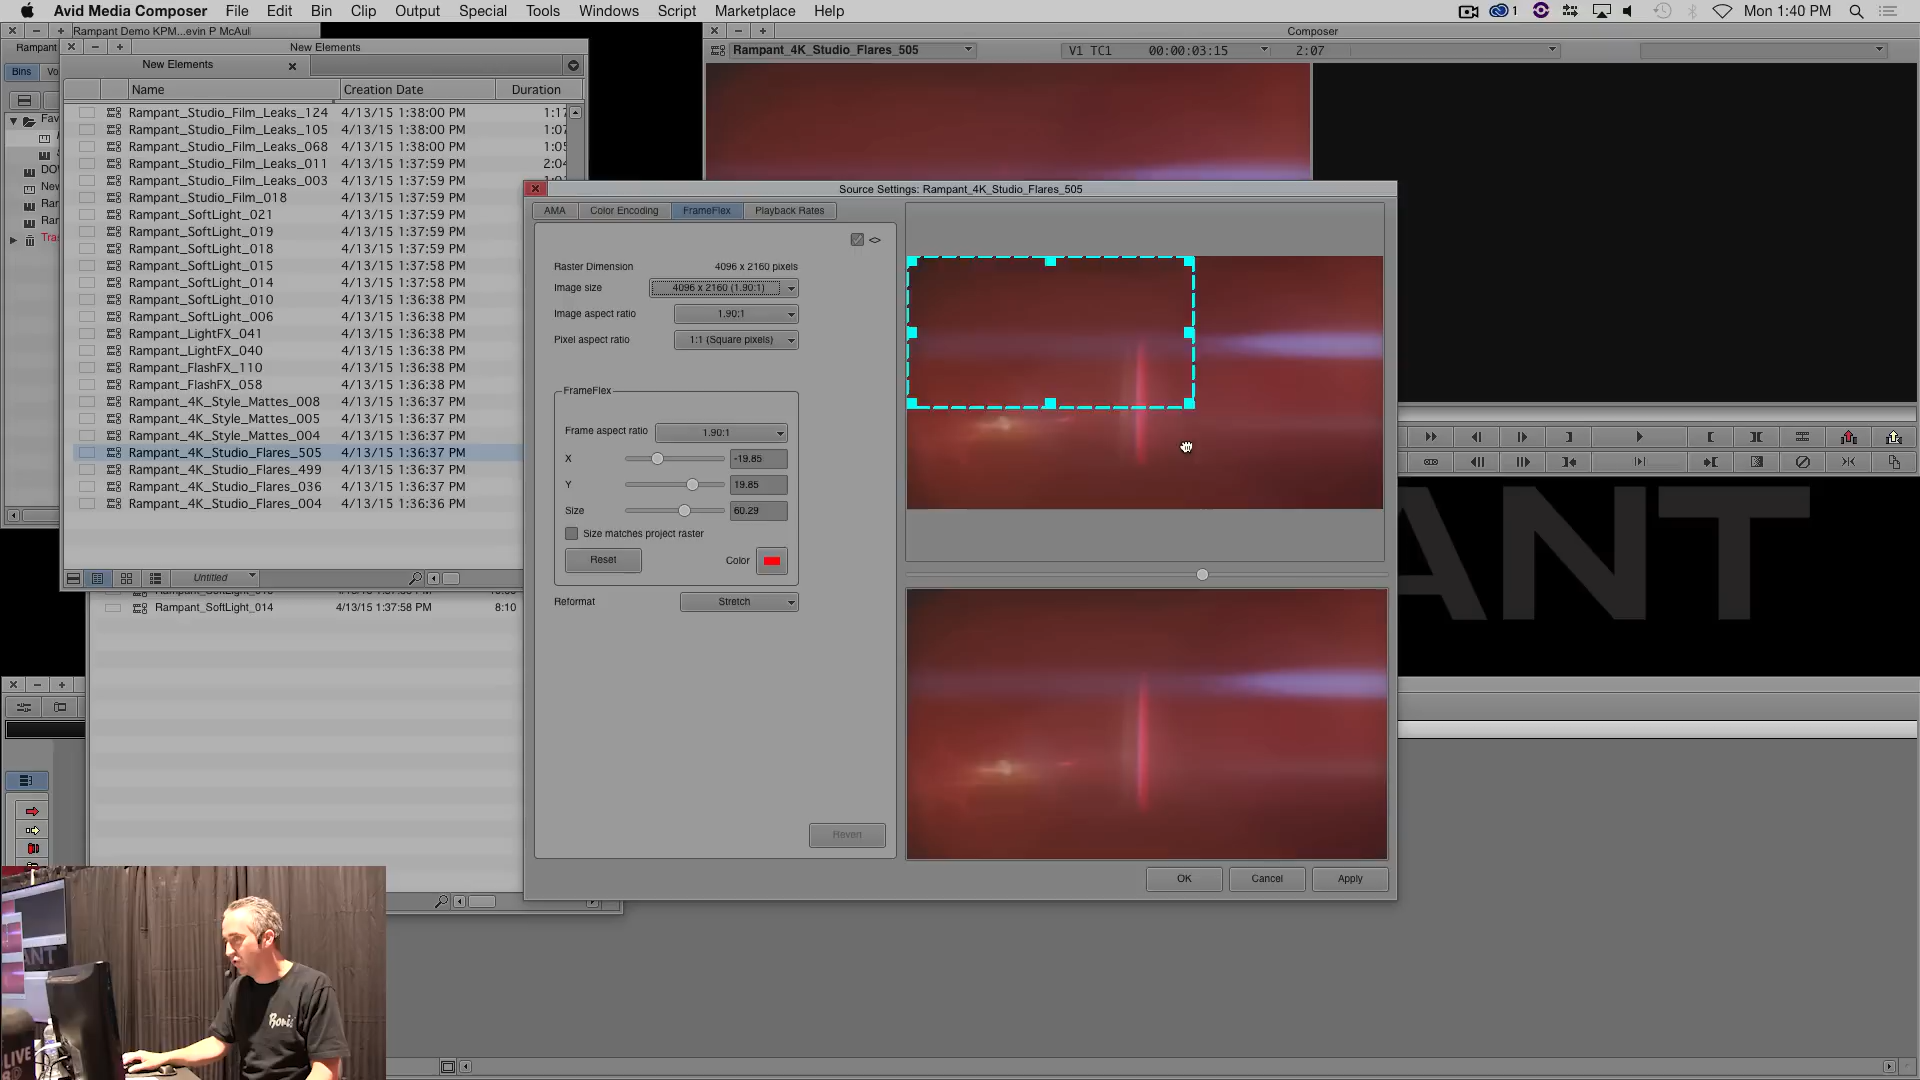 Avid Media Composer File Edit Bin Clip Output Special Tools Windows Script Marketplace Help 1 Mon 1:40 PM
Rampant Demo KPM...evin P McAul
Composer
Rampant
New Elements
Rampant_4K_Studio_Flares_505 V1 TC1 00:00:03:15 2:07
Bins
New Elements
Name Creation Date Duration
Rampant_Studio_Film_Leaks_124 4/13/15 1:38:00 PM 1:17
Rampant_Studio_Film_Leaks_105 4/13/15 1:38:00 PM 1:07
Rampant_Studio_Film_Leaks_068 4/13/15 1:38:00 PM 1:05
Rampant_Studio_Film_Leaks_011 4/13/15 1:37:59 PM 2:04
Rampant_Studio_Film_Leaks_003 4/13/15 1:37:59 PM
Rampant_Studio_Film_018 4/13/15 1:37:59 PM
Rampant_SoftLight_021 4/13/15 1:37:59 PM
Rampant_SoftLight_019 4/13/15 1:37:59 PM
Rampant_SoftLight_018 4/13/15 1:37:59 PM
Rampant_SoftLight_015 4/13/15 1:37:58 PM
Rampant_SoftLight_014 4/13/15 1:37:58 PM
Rampant_SoftLight_010 4/13/15 1:36:38 PM
Rampant_SoftLight_006 4/13/15 1:36:38 PM
Rampant_LightFX_041 4/13/15 1:36:38 PM
Rampant_LightFX_040 4/13/15 1:36:38 PM
Rampant_FlashFX_110 4/13/15 1:36:38 PM
Rampant_FlashFX_058 4/13/15 1:36:38 PM
Rampant_4K_Style_Mattes_008 4/13/15 1:36:37 PM
Rampant_4K_Style_Mattes_005 4/13/15 1:36:37 PM
Rampant_4K_Style_Mattes_004 4/13/15 1:36:37 PM
Rampant_4K_Studio_Flares_505 4/13/15 1:36:37 PM
Rampant_4K_Studio_Flares_499 4/13/15 1:36:37 PM
Rampant_4K_Studio_Flares_036 4/13/15 1:36:37 PM
Rampant_4K_Studio_Flares_004 4/13/15 1:36:36 PM
Untitled
Rampant_SoftLight_014 4/13/15 1:37:58 PM 8:10
Source Settings: Rampant_4K_Studio_Flares_505
AMA Color Encoding FrameFlex Playback Rates
Raster Dimension 4096 x 2160 pixels
Image size 4096 x 2160 (1.90:1)
Image aspect ratio 1.90:1
Pixel aspect ratio 1:1 (Square pixels)
FrameFlex
Frame aspect ratio 1.90:1
X -19.85
Y 19.85
Size 60.29
Size matches project raster
Reset Color
Reformat Stretch
Revert
OK Cancel Apply
ANT
Boris
LIVE